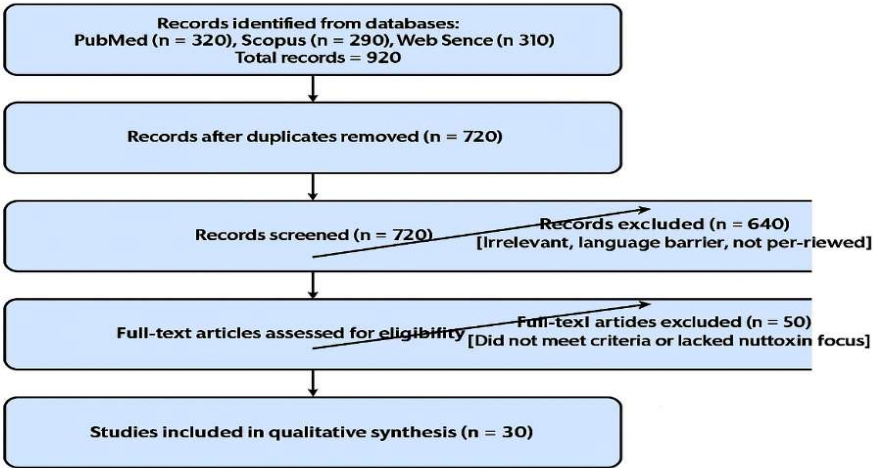 Records identified from databases:
PubMed (n = 320), Scopus (n = 290), Web Sence (n 310)
Total records = 920
Records after duplicates removed (n = 720)
Records screened (n = 720)
Records excluded (n = 640)
[Irrelevant, language barrier, not per-riewed]
Full-text articles assessed for eligibility
Full-texl artides excluded (n = 50)
[Did not meet criteria or lacked nuttoxin focus]
Studies included in qualitative synthesis (n = 30)